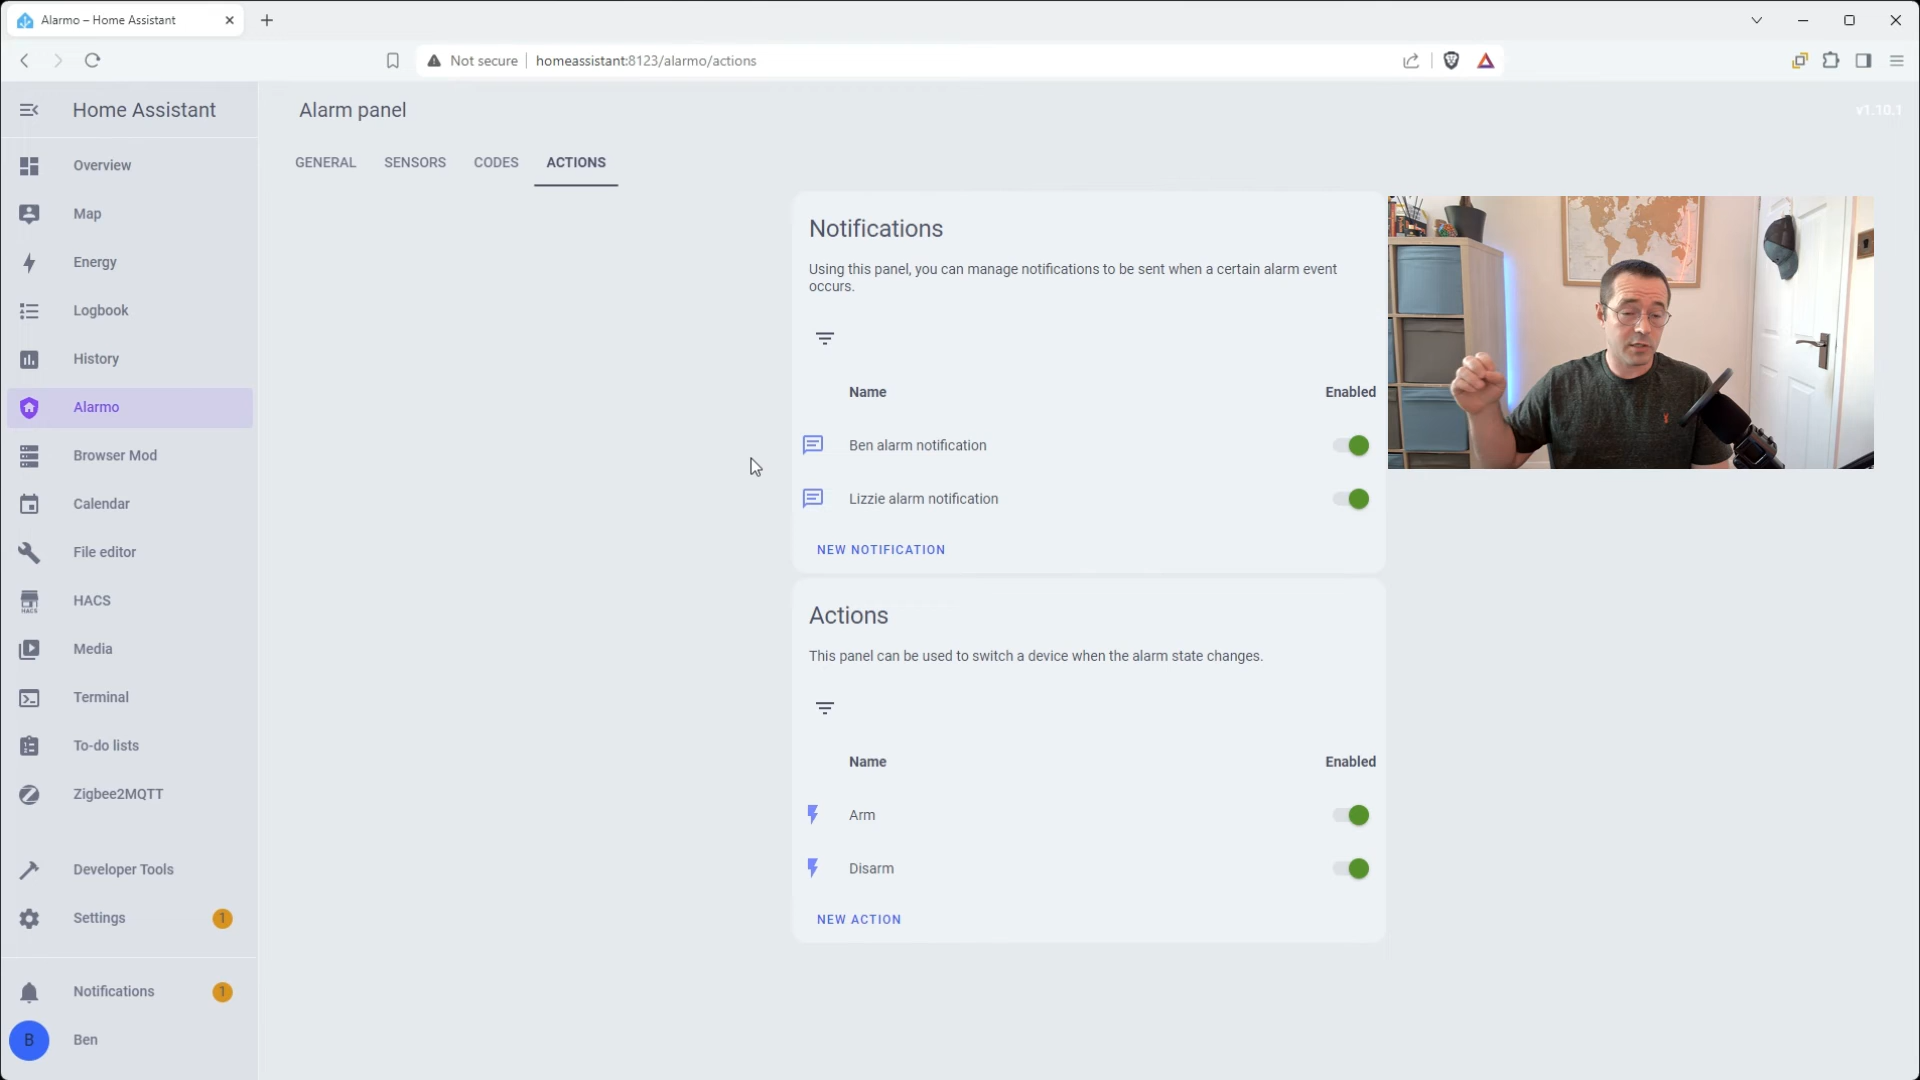 Alarmo – Home Assistant
Not secure
homeassistant:8123/alarmo/actions
Home Assistant
Alarm panel
v1.10.1
GENERAL
SENSORS
CODES
ACTIONS
Overview
Map
Energy
Logbook
History
Alarmo
Browser Mod
Calendar
File editor
HACS
HACS
Media
Terminal
To-do lists
Zigbee2MQTT
Developer Tools
Settings
1
Notifications
1
B
Ben
Notifications
Using this panel, you can manage notifications to be sent when a certain alarm event
occurs.
Name
Enabled
Ben alarm notification
Lizzie alarm notification
NEW NOTIFICATION
Actions
This panel can be used to switch a device when the alarm state changes.
Name
Enabled
Arm
Disarm
NEW ACTION